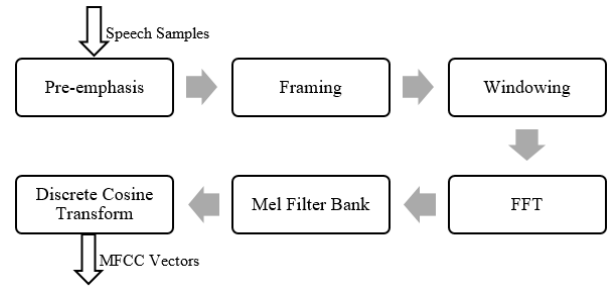 Speech Samples
Pre-emphasis
Framing
Windowing
FFT
Mel Filter Bank
Discrete Cosine
Transform
MFCC Vectors